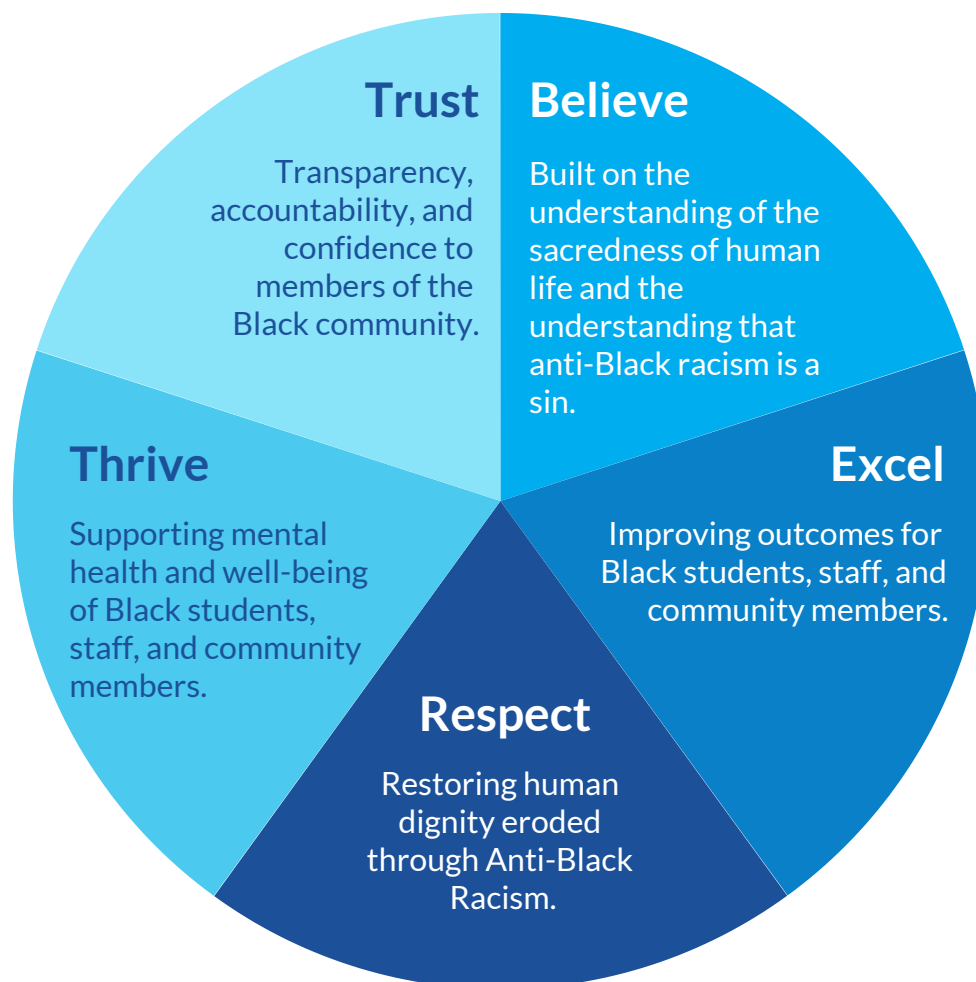 Trust
Transparency,
accountability, and
confidence to
members of the
Black community.
Believe
Built on the
understanding of the
sacredness of human
life and the
understanding that
anti-Black racism is a
sin.
Thrive
Supporting mental
health and well-being
of Black students,
staff, and community
members.
Excel
Improving outcomes for
Black students, staff, and
community members.
Respect
Restoring human
dignity eroded
through Anti-Black
Racism.